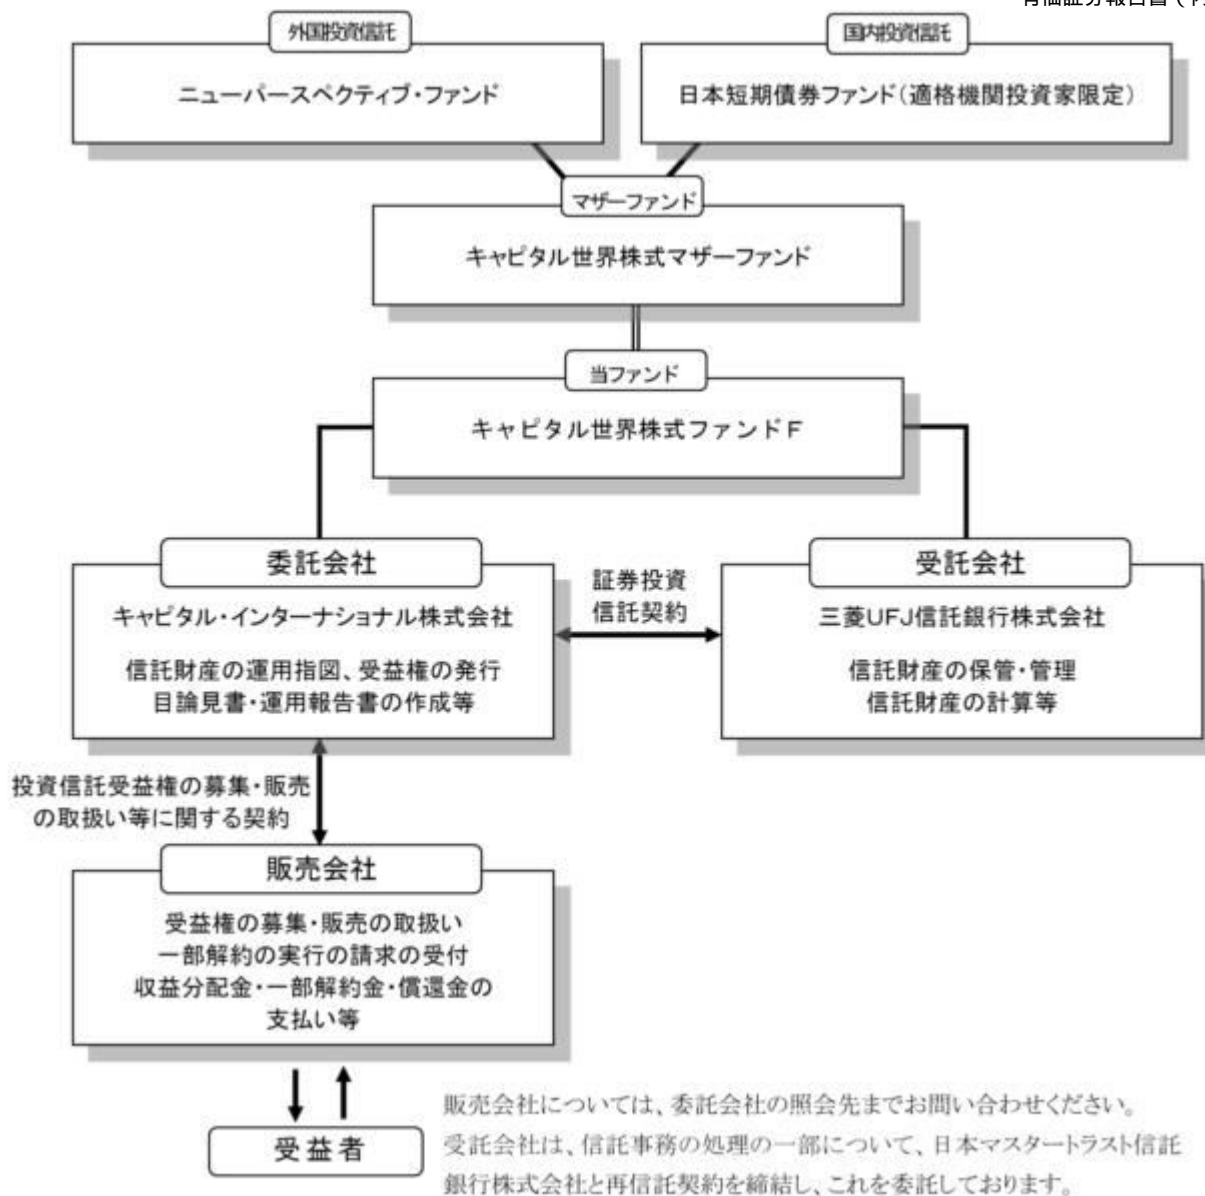 外国投資信託
国内投資信託
ニューパースペクティブ・ファンド
日本短期債券ファンド(適格機関投資家限定)
マザーファンド
キャピタル世界株式マザーファンド
当ファンド
キャピタル世界株式ファンドF
委託会社
キャピタル・インターナショナル株式会社
信託財産の運用指図、受益権の発行
目論見書・運用報告書の作成等
証券投資
信託契約
受託会社
三菱UFJ信託銀行株式会社
信託財産の保管・管理
信託財産の計算等
投資信託受益権の募集・販売
の取扱い等に関する契約
販売会社
受益権の募集・販売の取扱い
一部解約の実行の請求の受付
収益分配金・一部解約金・償還金の
支払い等
受益者
販売会社については、委託会社の照会先までお問い合わせください。
受託会社は、信託事務の処理の一部について、日本マスタートラスト信託
銀行株式会社と再信託契約を締結し、これを委託しております。